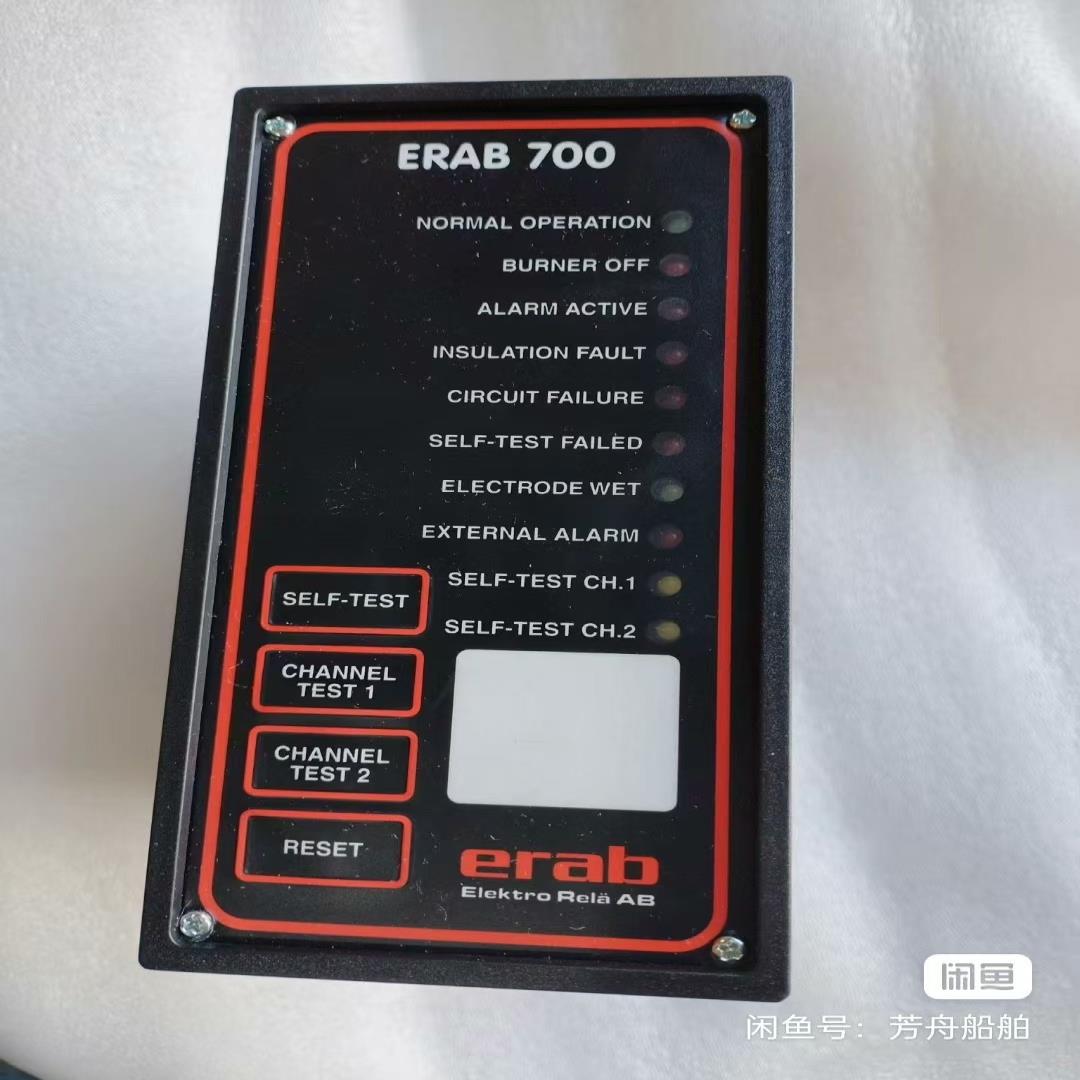 ERAB 700
NORMAL OPERATION
BURNER OFF
ALARM ACTIVE
INSULATION FAULT
CIRCUIT FAILURE
SELF-TEST FAILED
ELECTRODE WET
EXTERNAL ALARM
SELF-TEST CH.1
SELF-TEST CH.2
SELF-TEST
CHANNEL
TEST 1
CHANNEL
TEST 2
RESET
erab
Elektro Relä AB
闲鱼
闲鱼号：芳舟船舶